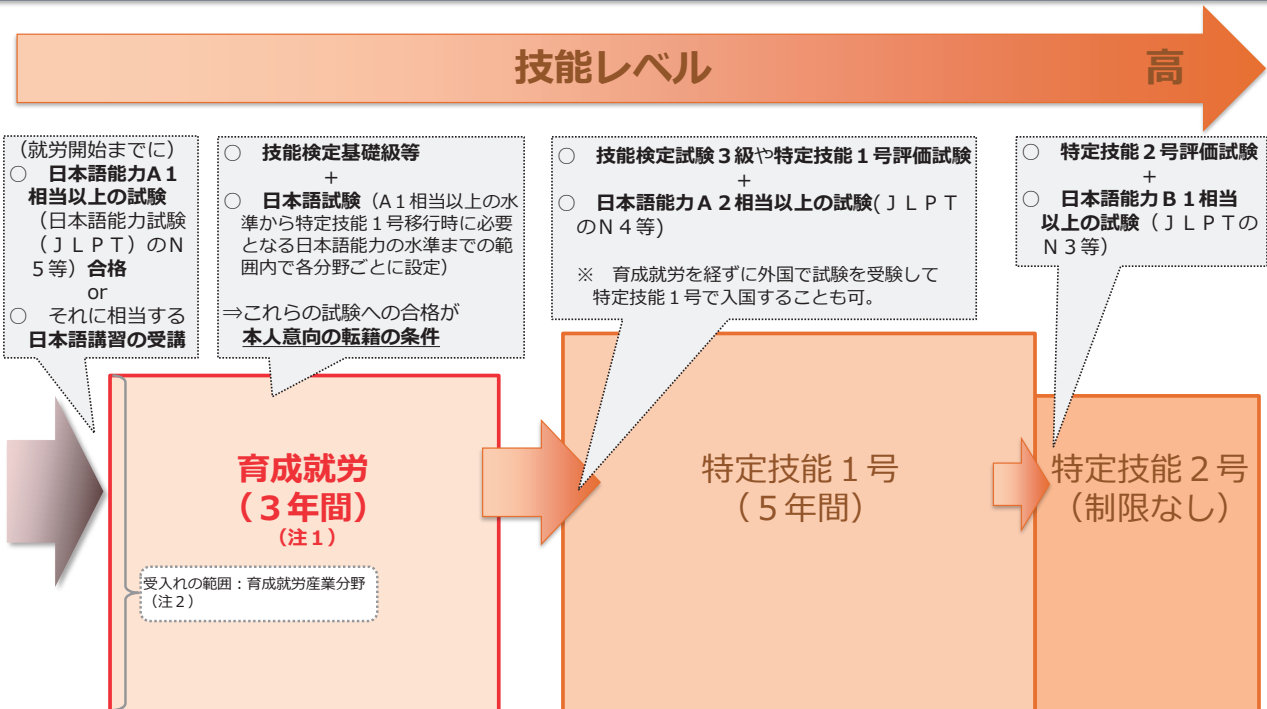 技能レベル　高
（就労開始までに）
○　日本語能力A１
相当以上の試験
（日本語能力試験
（ＪＬＰＴ）のＮ
５等）合格
or
○　それに相当する
日本語講習の受講
○　技能検定基礎級等
+
○　日本語試験（A１相当以上の水
準から特定技能１号移行時に必要
となる日本語能力の水準までの範
囲内で各分野ごとに設定）
⇒これらの試験への合格が
本人意向の転籍の条件
○　技能検定試験３級や特定技能１号評価試験
+
○　日本語能力Ａ２相当以上の試験(ＪＬＰＴ
のＮ４等)
※　育成就労を経ずに外国で試験を受験して
特定技能１号で入国することも可。
○　特定技能２号評価試験
+
○　日本語能力Ｂ１相当
以上の試験（ＪＬＰＴの
Ｎ３等）
育成就労
（３年間）
（注１）
受入れの範囲：育成就労産業分野
（注２）
特定技能１号
（５年間）
特定技能２号
（制限なし）